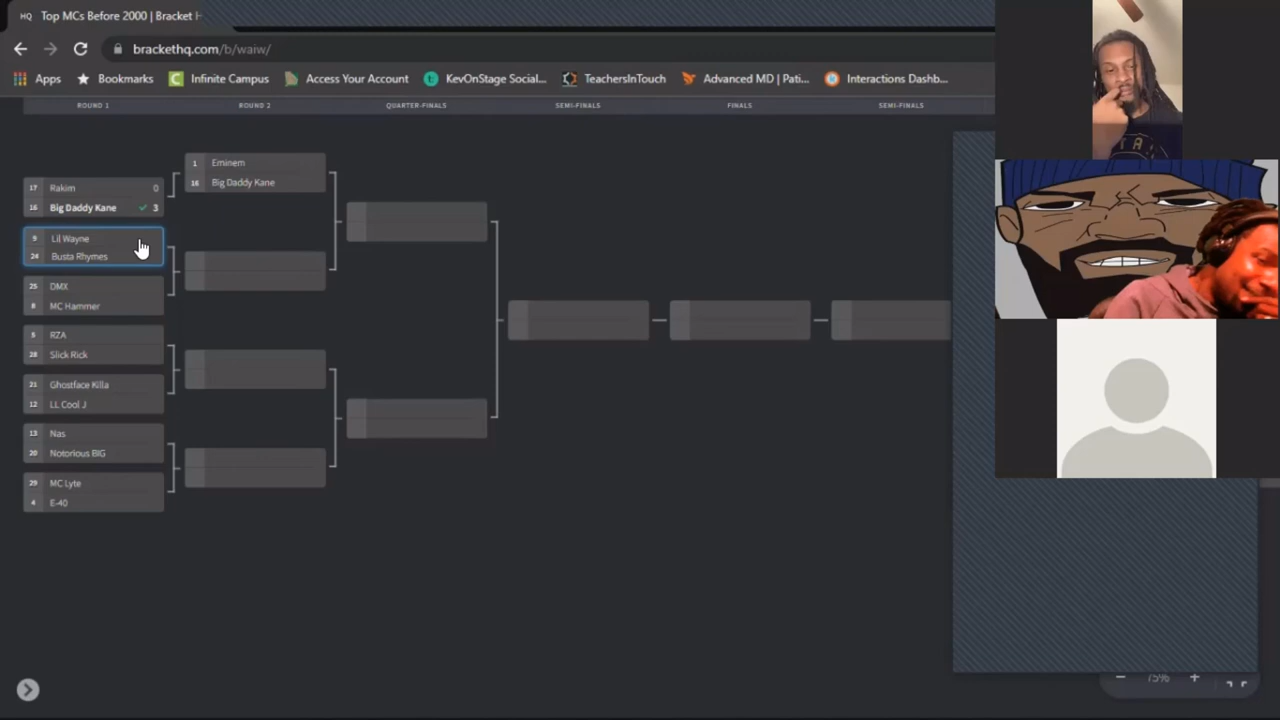 HQ Top MCs Before 2000 | Bracket H
brackethq.com/b/waiw/
Apps Bookmarks Infinite Campus Access Your Account KevOnStage Social... TeachersInTouch Advanced MD | Pati... Interactions Dashb...
ROUND 1 ROUND 2 QUARTER-FINALS SEMI-FINALS FINALS SEMI-FINALS
1 Eminem
16 Big Daddy Kane
17 Rakim 0
16 Big Daddy Kane 3
9 Lil Wayne
24 Busta Rhymes
25 DMX
8 MC Hammer
5 RZA
28 Slick Rick
21 Ghostface Killa
12 LL Cool J
13 Nas
20 Notorious BIG
29 MC Lyte
4 E-40
75%